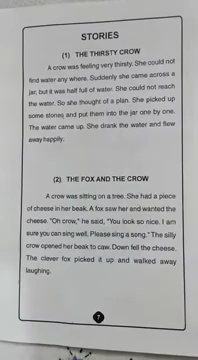 STORIES
(1) THE THIRSTY CROW
A crow was feeling very thirsty. She could not
find water any where. Suddenly she came across a
jar, but it was half full of water. She could not reach
the water. So she thought of a plan. She picked up
some stones and put them into the jar one by one.
The water came up. She drank the water and flew
away happily.
(2) THE FOX AND THE CROW
A crow was sitting on a tree. She had a piece
of cheese in her beak. A fox saw her and wanted the
cheese. "Oh crow," he said, "You look so nice. I am
sure you can sing well. Please sing a song." The silly
crow opened her beak to caw. Down fell the cheese.
The clever fox picked it up and walked away
laughing.
7